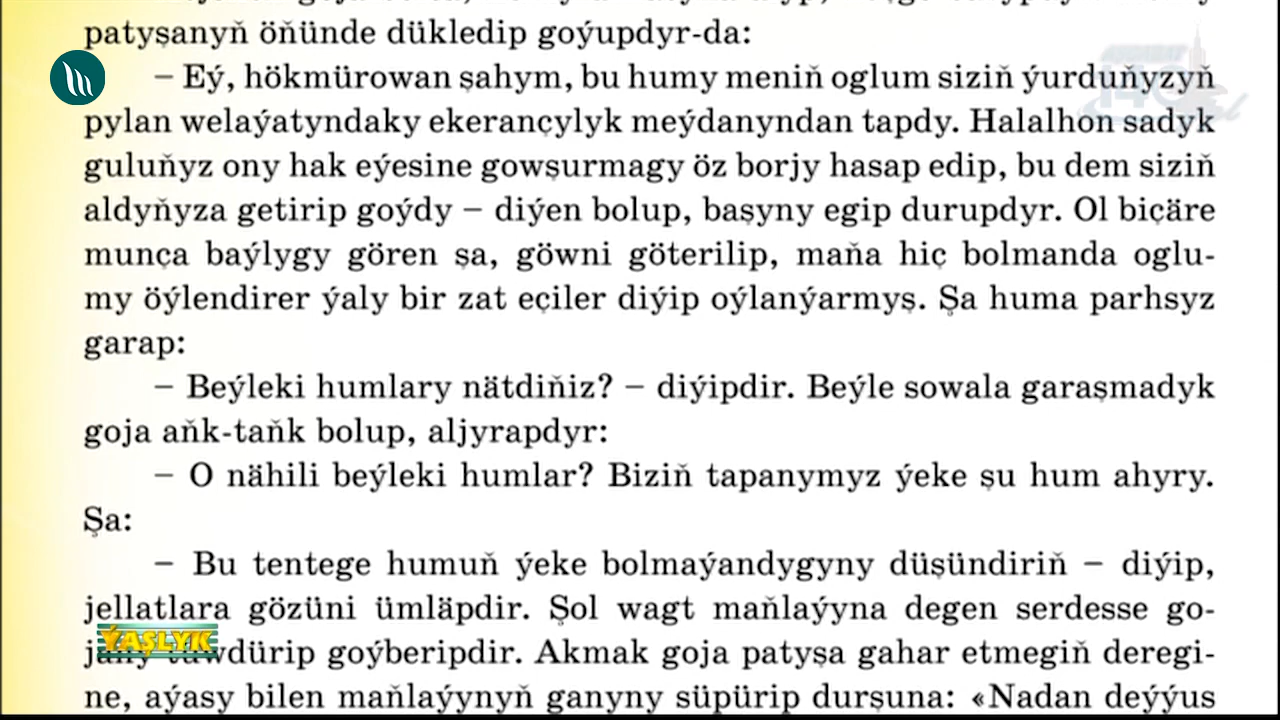 patyşanyň öňünde dükledip goýupdyr-da:
– Eý, hökmürowan şahym, bu humy meniň oglum siziň ýurduňyzyň
pylan welaýatyndaky ekerançylyk meýdanyndan tapdy. Halalhon sadyk
guluňyz ony hak eýesine gowşurmagy öz borjy hasap edip, bu dem siziň
aldyňyza getirip goýdy – diýen bolup, başyny egip durupdyr. Ol biçäre
munça baýlygy gören şa, göwni göterilip, maňa hiç bolmanda oglu-
my öýlendirer ýaly bir zat eçiler diýip oýlanýarmyş. Şa huma parhsyz
garap:
– Beýleki humlary nätdiňiz? – diýipdir. Beýle sowala garaşmadyk
goja aňk-taňk bolup, aljyrapdyr:
– O nähili beýleki humlar? Biziň tapanymyz ýeke şu hum ahyry.
Şa:
– Bu tentege humuň ýeke bolmaýandygyny düşündiriň – diýip,
jellatlara gözüni ümläpdir. Şol wagt maňlaýyna degen serdesse go-
goýberipdir. Akmak goja patyşa gahar etmegiň deregi-
ne, aýasy bilen maňlaýynyň ganyny süpürip durşuna: «Nadan deýýus
ÝAŞLYK